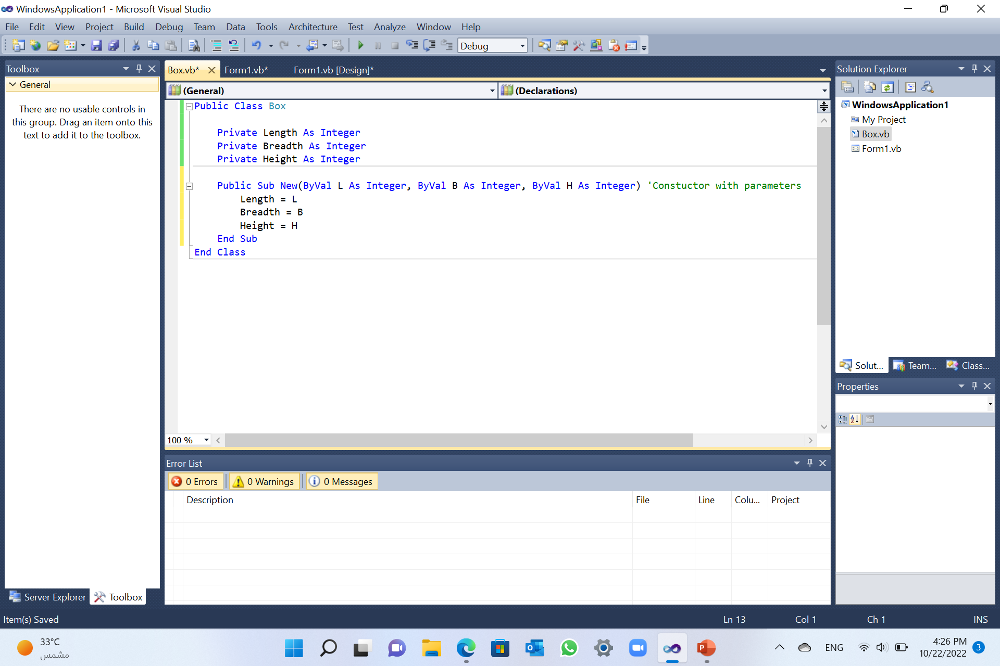 WindowsApplication1 - Microsoft Visual Studio
File Edit View Project Build Debug Team Data Tools Architecture Test Analyze Window Help
Debug
Toolbox
General
There are no usable controls in
this group. Drag an item onto this
text to add it to the toolbox.
Server Explorer Toolbox
Box.vb* Form1.vb* Form1.vb [Design]*
(General) (Declarations)
Public Class Box
Private Length As Integer
Private Breadth As Integer
Private Height As Integer
Public Sub New(ByVal L As Integer, ByVal B As Integer, ByVal H As Integer) 'Constuctor with parameters
Length = L
Breadth = B
Height = H
End Sub
End Class
100 %
Error List
0 Errors 0 Warnings 0 Messages
Description File Line Colu... Project
Solution Explorer
WindowsApplication1
My Project
Box.vb
Form1.vb
Solut... Team... Class...
Properties
Item(s) Saved Ln 13 Col 1 Ch 1 INS
33°C
مشمس
ENG
4:26 PM
10/22/2022
3